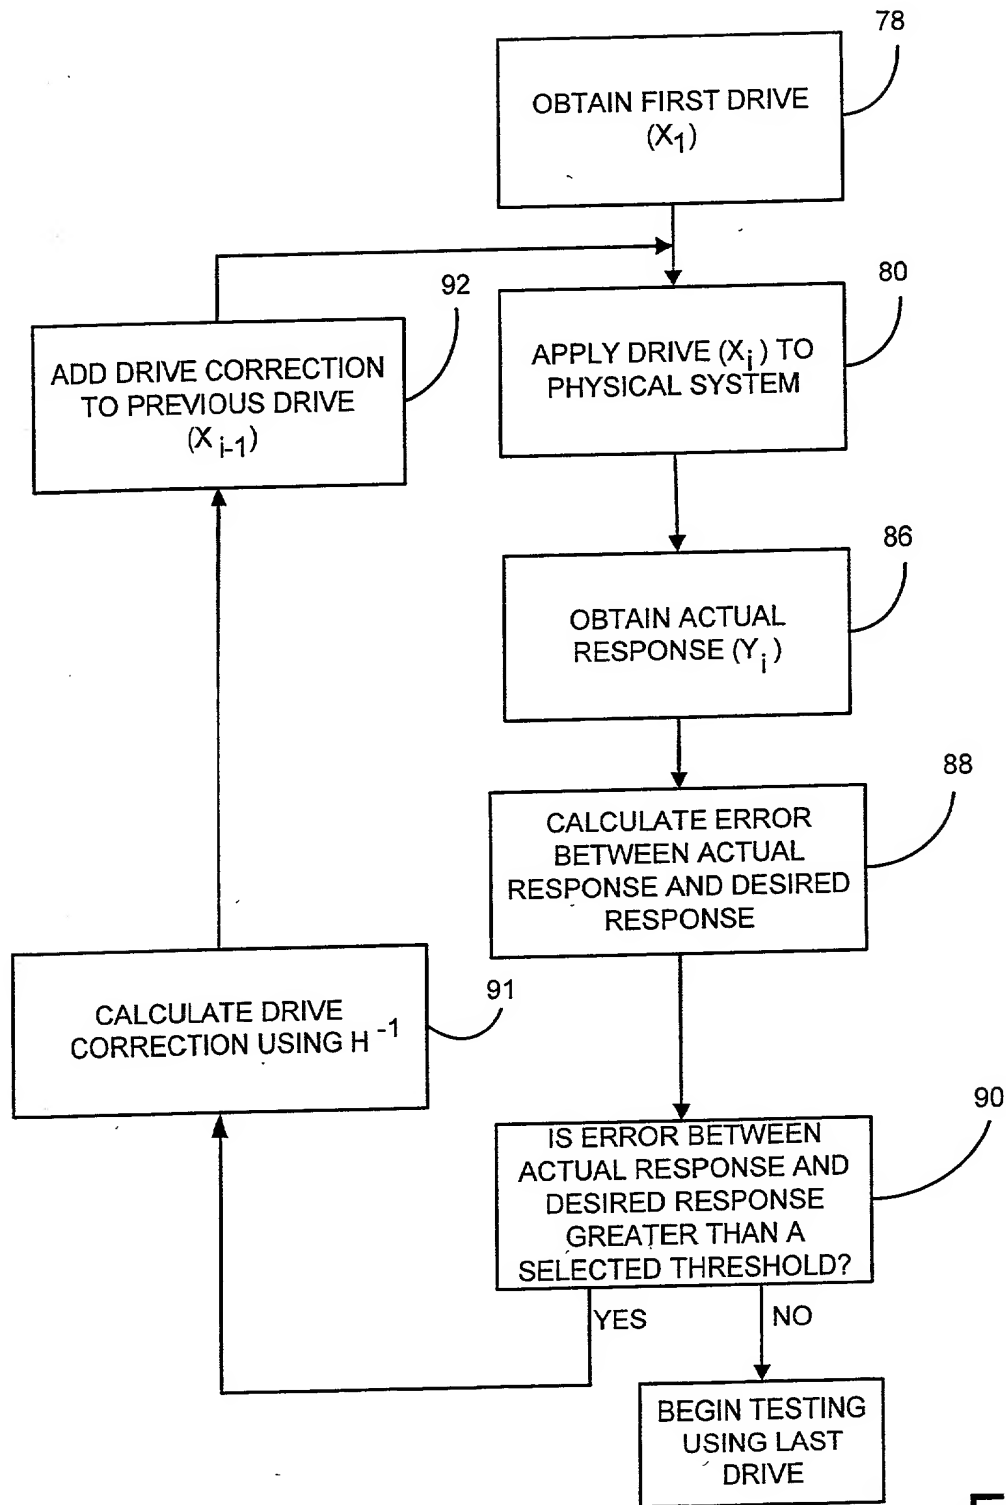 78
OBTAIN FIRST DRIVE
(X1)
92
80
ADD DRIVE CORRECTION
TO PREVIOUS DRIVE
(X i-1)
APPLY DRIVE (Xi) TO
PHYSICAL SYSTEM
86
OBTAIN ACTUAL
RESPONSE (Yi)
88
CALCULATE ERROR
BETWEEN ACTUAL
RESPONSE AND DESIRED
RESPONSE
91
CALCULATE DRIVE
CORRECTION USING H -1
90
IS ERROR BETWEEN
ACTUAL RESPONSE AND
DESIRED RESPONSE
GREATER THAN A
SELECTED THRESHOLD?
YES
NO
BEGIN TESTING
USING LAST
DRIVE